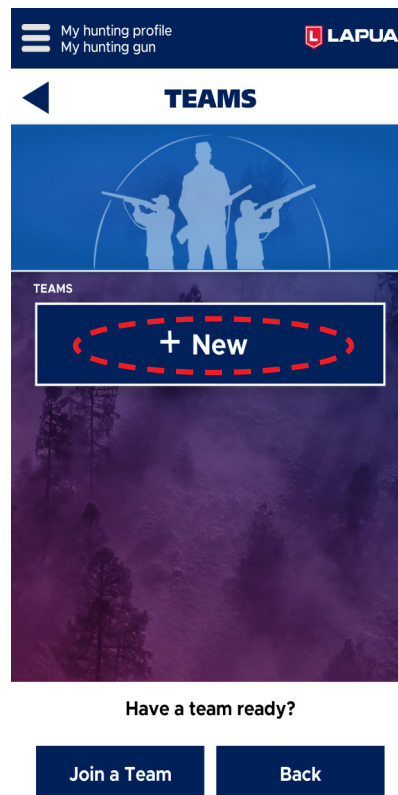 My hunting profile
My hunting gun
LAPUA
TEAMS
TEAMS
+ New
Have a team ready?
Join a Team
Back